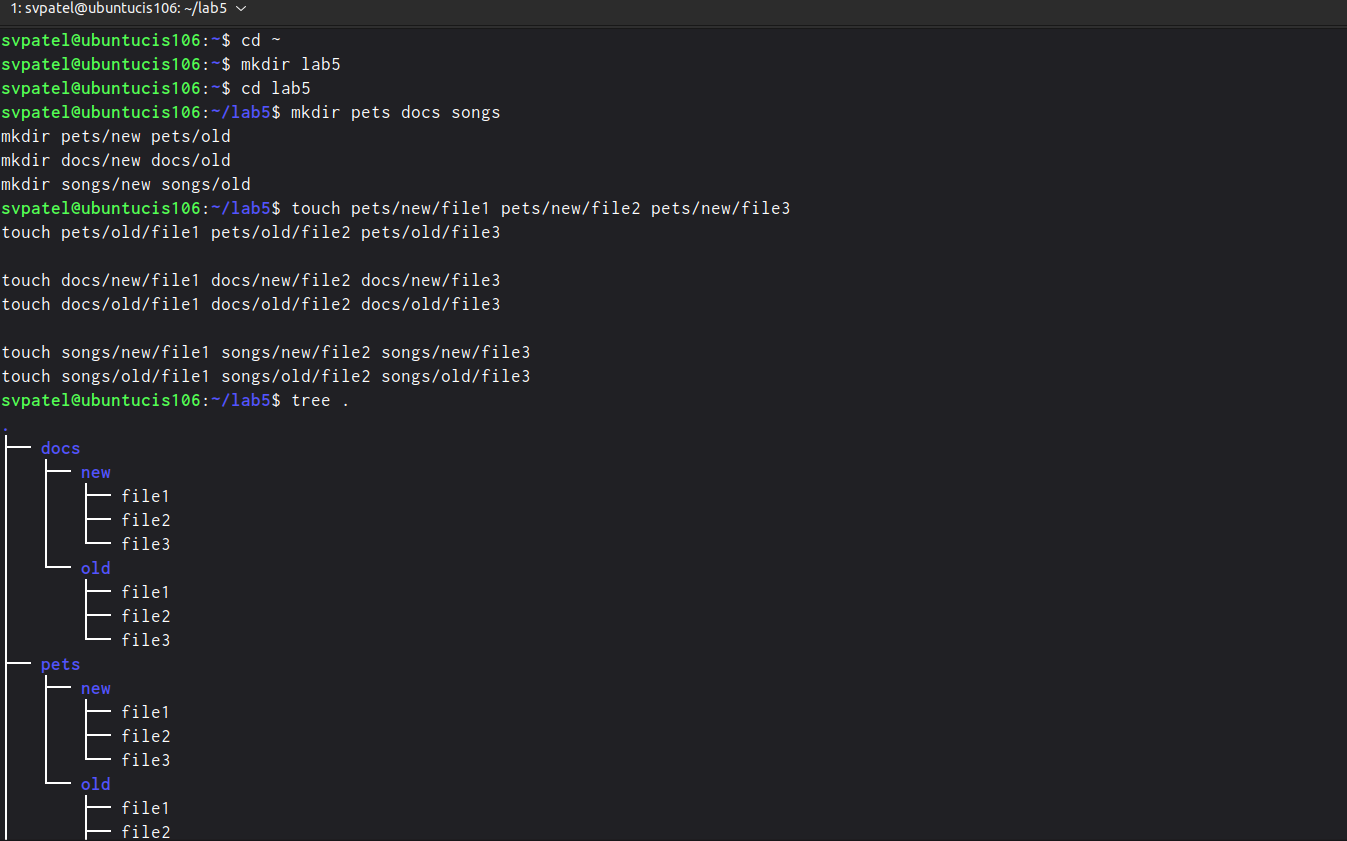 1: svpatel@ubuntucis106: ~/lab5
svpatel@ubuntucis106:~$ cd ~
svpatel@ubuntucis106:~$ mkdir lab5
svpatel@ubuntucis106:~$ cd lab5
svpatel@ubuntucis106:~/lab5$ mkdir pets docs songs
mkdir pets/new pets/old
mkdir docs/new docs/old
mkdir songs/new songs/old
svpatel@ubuntucis106:~/lab5$ touch pets/new/file1 pets/new/file2 pets/new/file3
touch pets/old/file1 pets/old/file2 pets/old/file3

touch docs/new/file1 docs/new/file2 docs/new/file3
touch docs/old/file1 docs/old/file2 docs/old/file3

touch songs/new/file1 songs/new/file2 songs/new/file3
touch songs/old/file1 songs/old/file2 songs/old/file3
svpatel@ubuntucis106:~/lab5$ tree .
.
├── docs
│   ├── new
│   │   ├── file1
│   │   ├── file2
│   │   └── file3
│   └── old
│       ├── file1
│       ├── file2
│       └── file3
├── pets
│   ├── new
│   │   ├── file1
│   │   ├── file2
│   │   └── file3
│   └── old
│       ├── file1
│       ├── file2